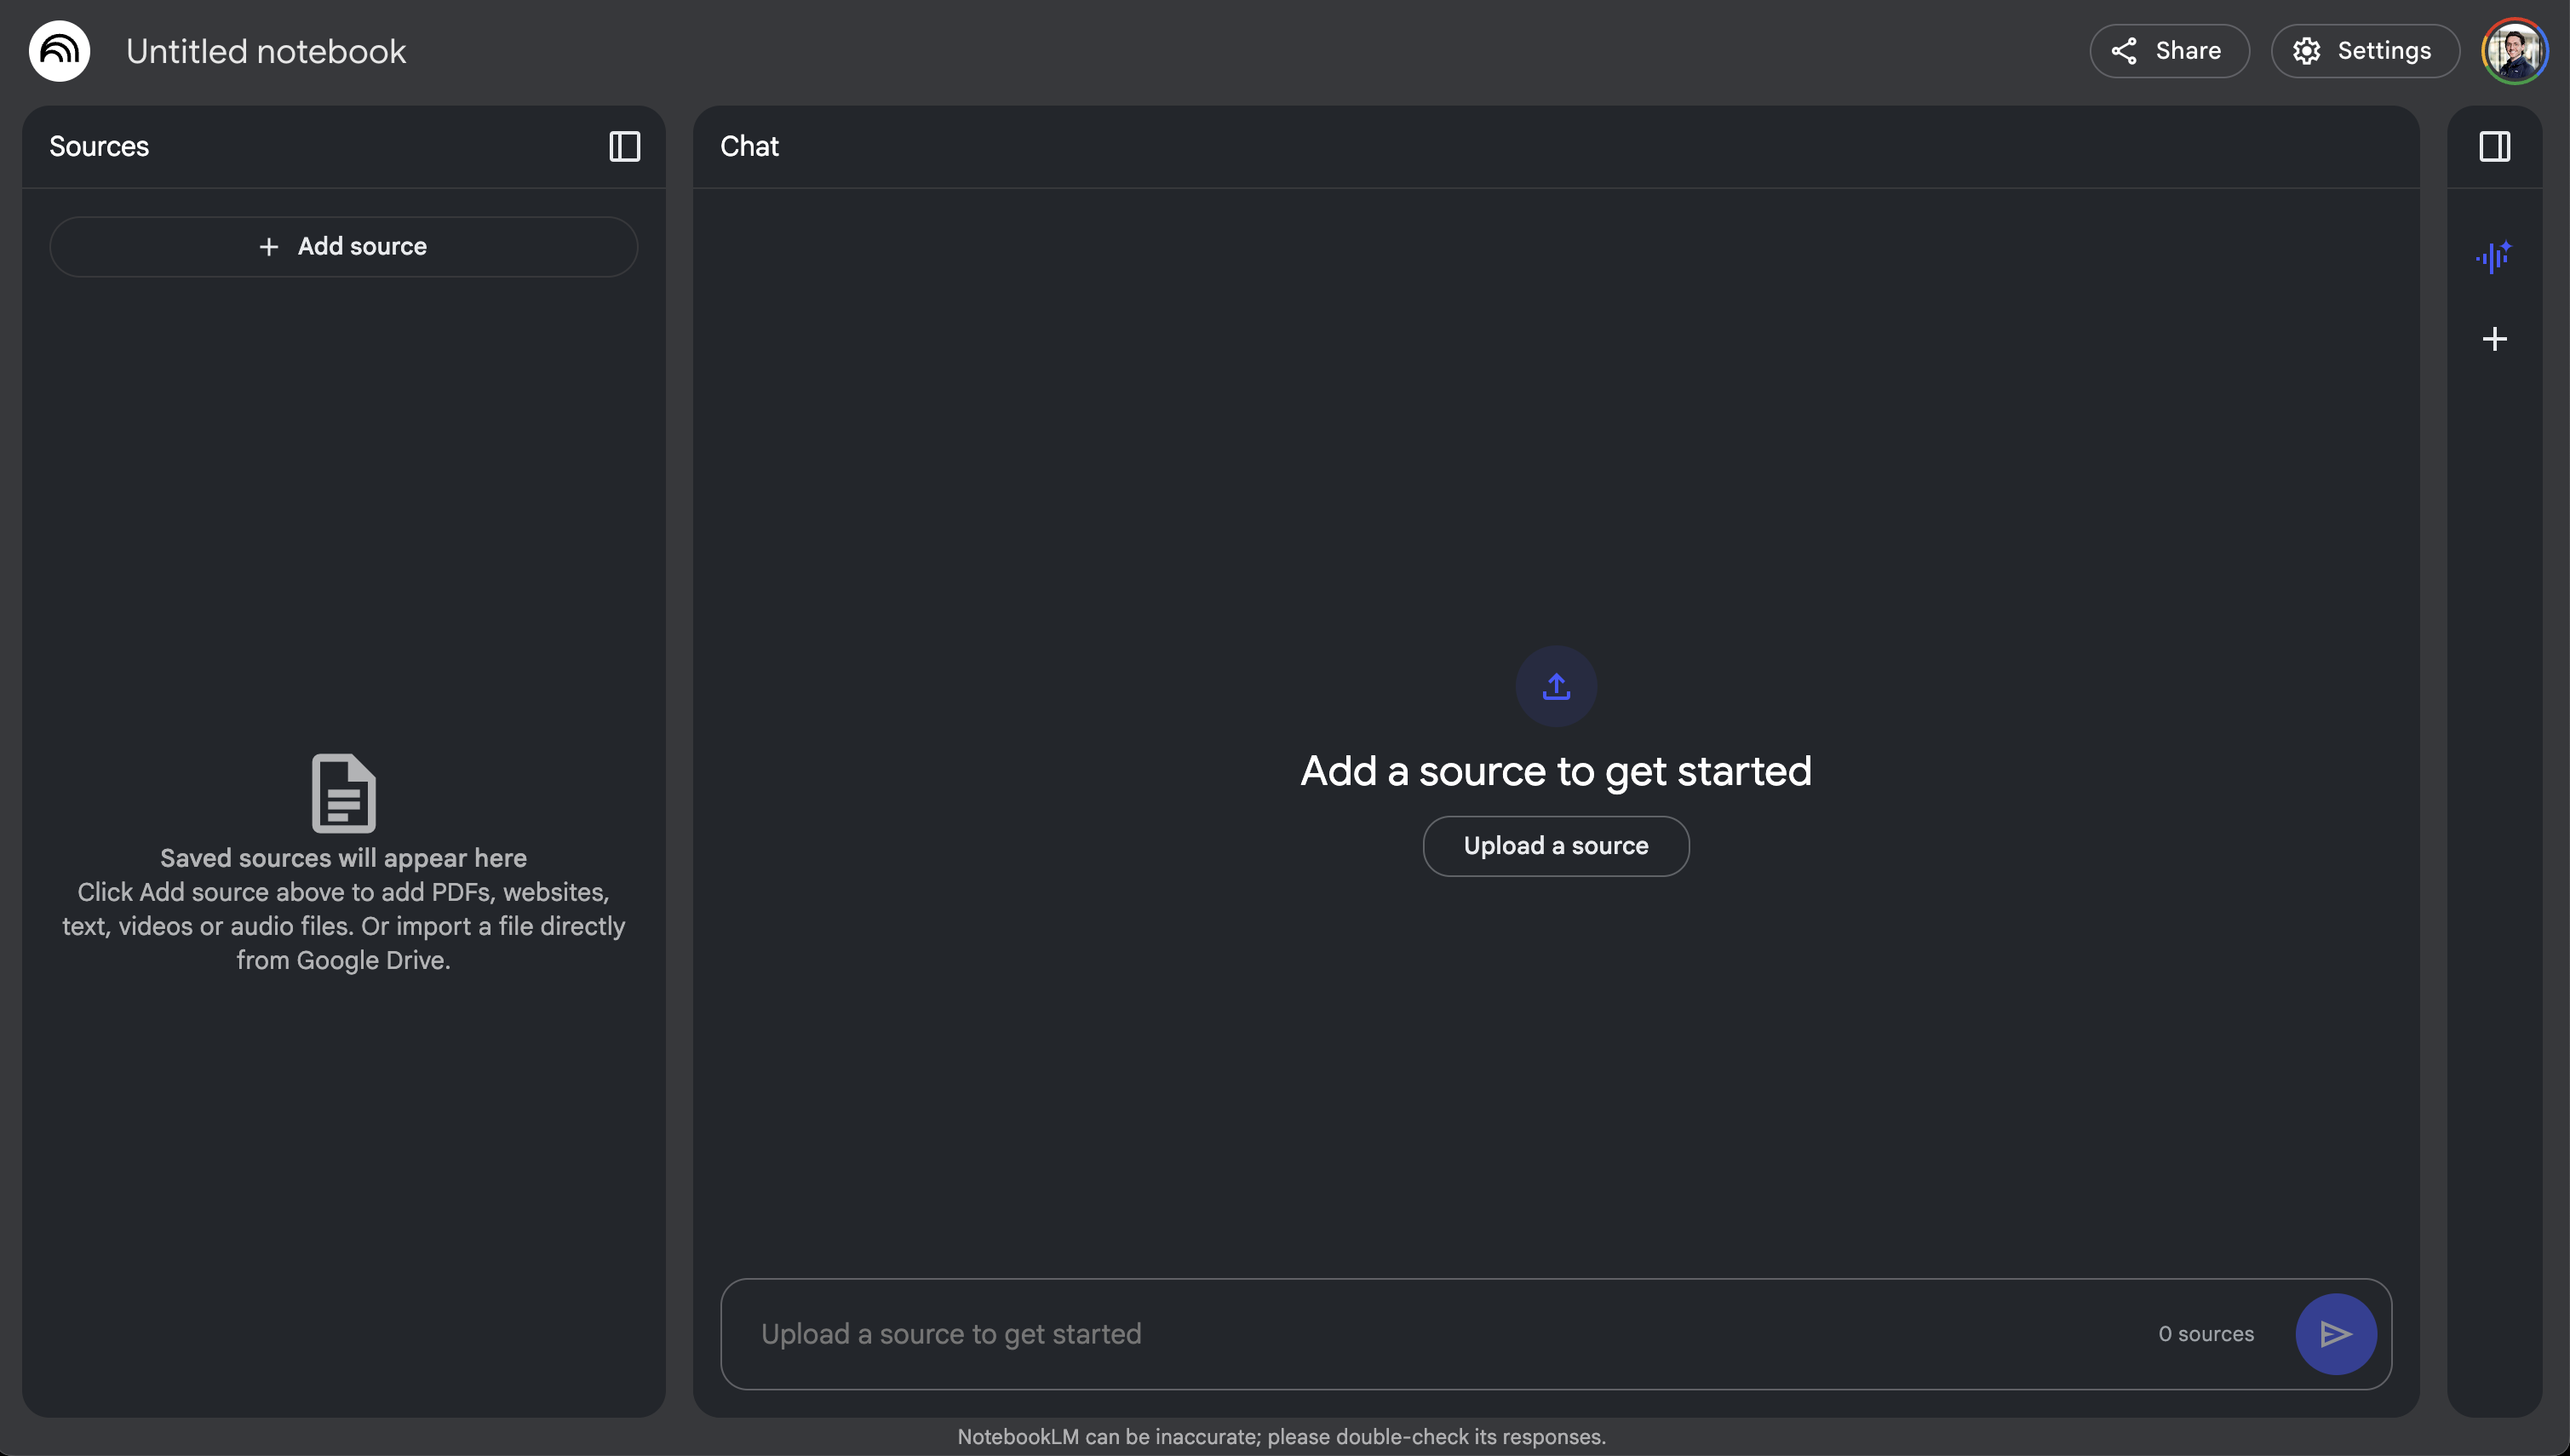 Untitled notebook
Share
Settings
Sources
Add source
Saved sources will appear here
Click Add source above to add PDFs, websites,
text, videos or audio files. Or import a file directly
from Google Drive.
Chat
Add a source to get started
Upload a source
Upload a source to get started
0 sources
NotebookLM can be inaccurate; please double-check its responses.